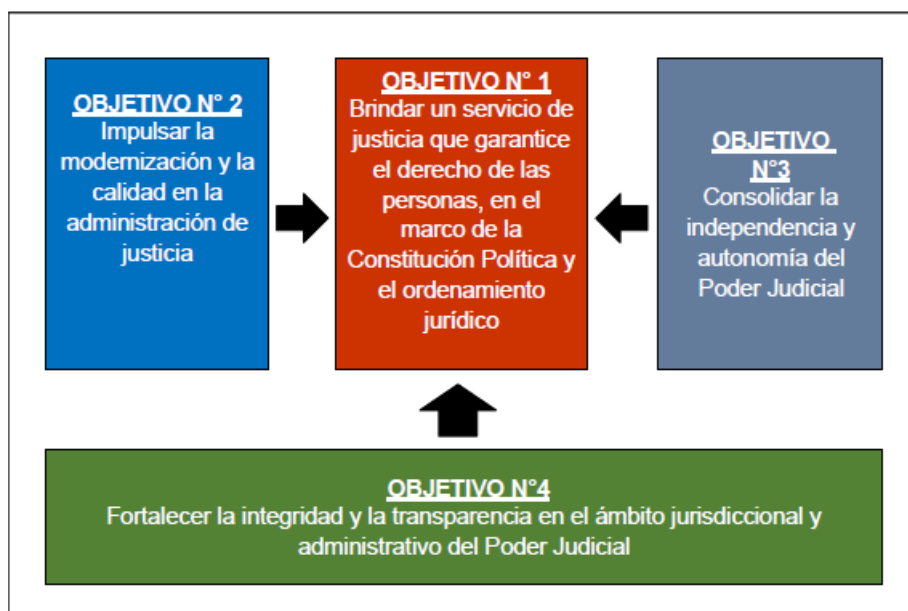 OBJETIVO N° 2
Impulsar la
modernización y la
calidad en la
administración de
justicia
OBJETIVO N° 1
Brindar un servicio de
justicia que garantice
el derecho de las
personas, en el
marco de la
Constitución Política y
el ordenamiento
jurídico
OBJETIVO
N°3
Consolidar la
independencia y
autonomía del
Poder Judicial
OBJETIVO N°4
Fortalecer la integridad y la transparencia en el ámbito jurisdiccional y
administrativo del Poder Judicial